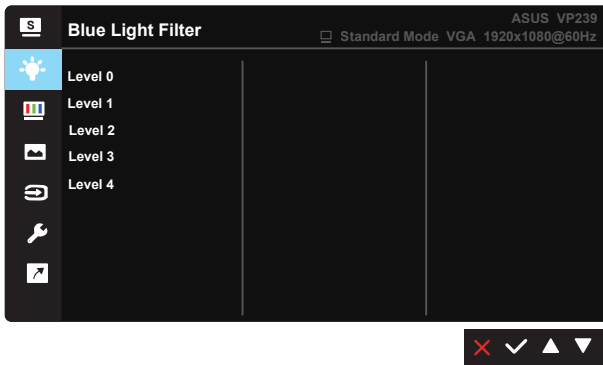 S
Blue Light Filter
ASUS VP239
Standard Mode VGA 1920x1080@60Hz
Level 0
Level 1
Level 2
Level 3
Level 4